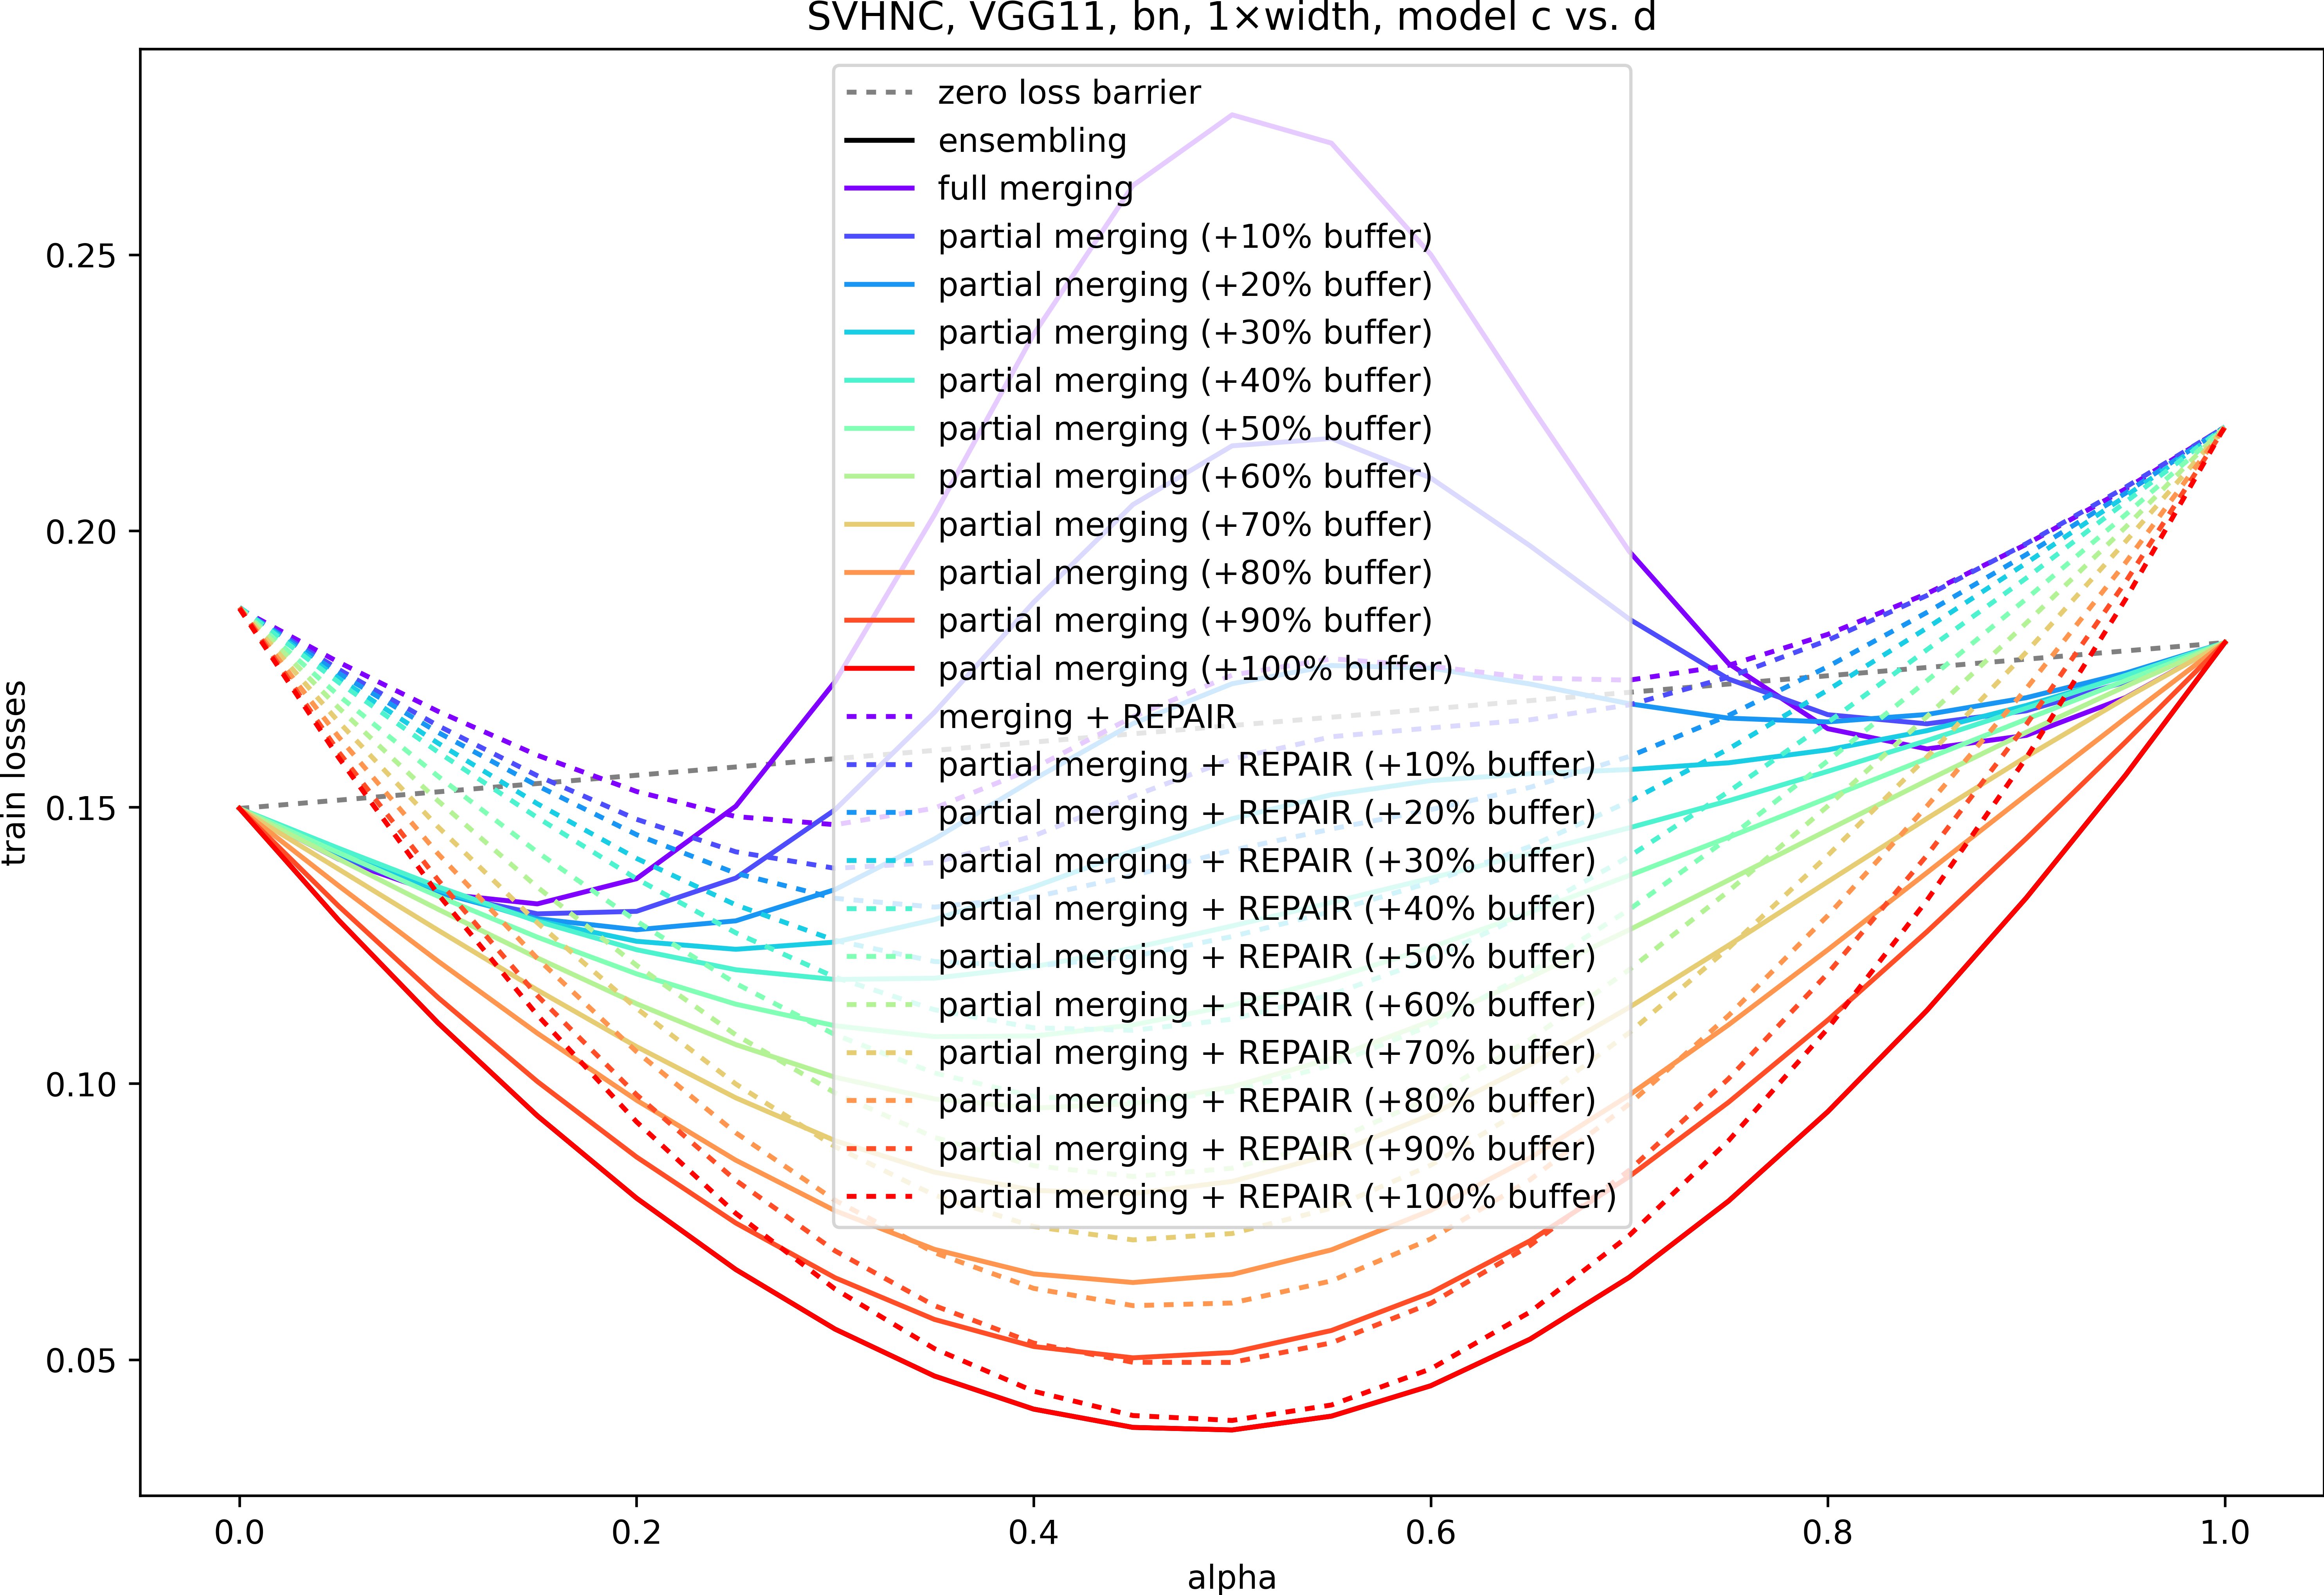 SVHNC, VGG11, bn, 1×width, model c vs. d
zero loss barrier
ensembling
full merging
partial merging (+10% buffer)
partial merging (+20% buffer)
partial merging (+30% buffer)
partial merging (+40% buffer)
partial merging (+50% buffer)
partial merging (+60% buffer)
partial merging (+70% buffer)
partial merging (+80% buffer)
partial merging (+90% buffer)
partial merging (+100% buffer)
merging + REPAIR
partial merging + REPAIR (+10% buffer)
partial merging + REPAIR (+20% buffer)
partial merging + REPAIR (+30% buffer)
partial merging + REPAIR (+40% buffer)
partial merging + REPAIR (+50% buffer)
partial merging + REPAIR (+60% buffer)
partial merging + REPAIR (+70% buffer)
partial merging + REPAIR (+80% buffer)
partial merging + REPAIR (+90% buffer)
partial merging + REPAIR (+100% buffer)
train losses
0.25
0.20
0.15
0.10
0.05
0.0 0.2 0.4 0.6 0.8 1.0
alpha